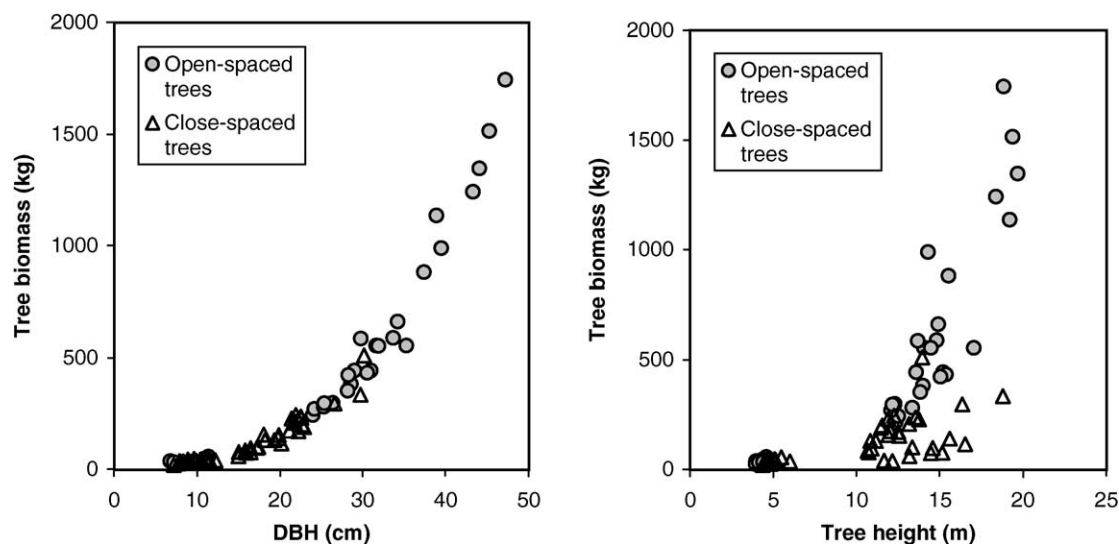 2000
1500
1000
500
0
Tree biomass (kg)
Open-spaced
trees
Close-spaced
trees
0 10 20 30 40 50
DBH (cm)
2000
1500
1000
500
0
Tree biomass (kg)
Open-spaced
trees
Close-spaced
trees
0 5 10 15 20 25
Tree height (m)